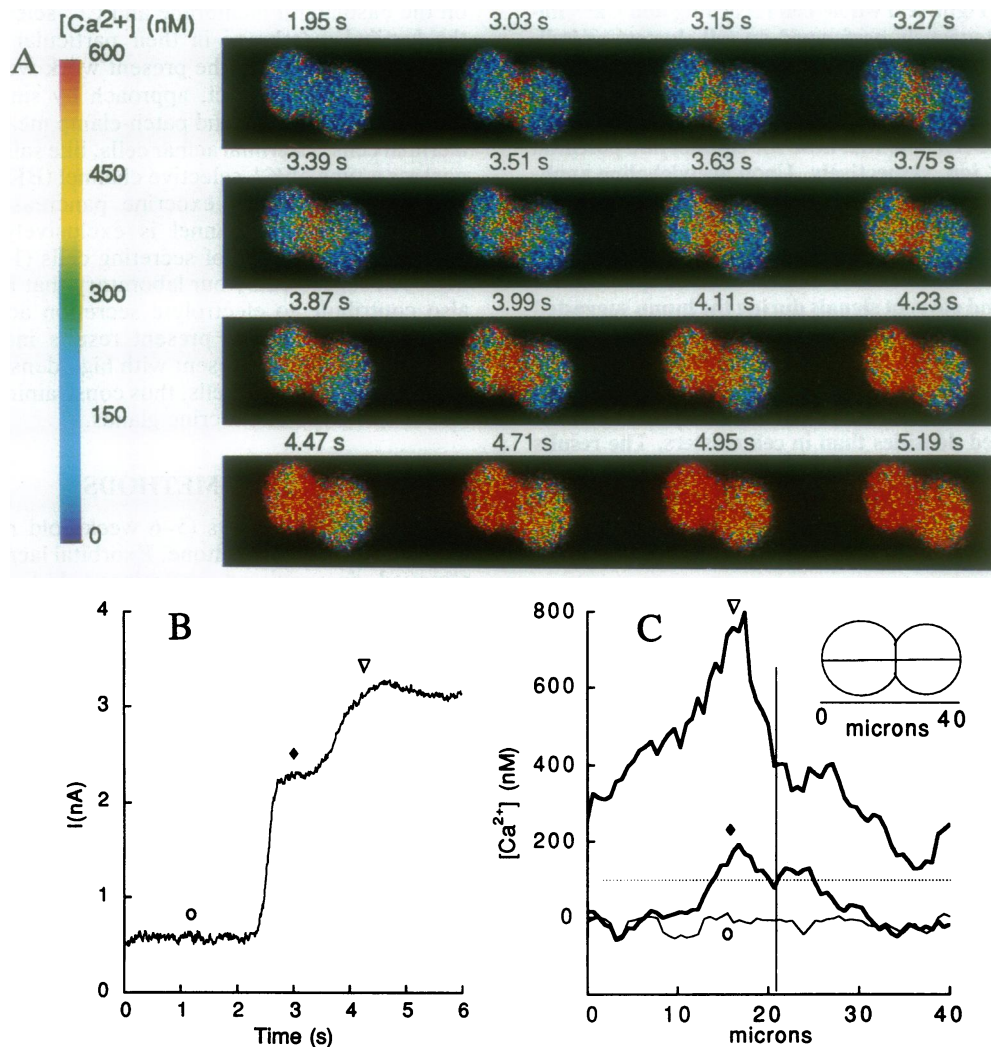 [Ca2+] (nM)
A
600
450
300
150
0
1.95 s 3.03 s 3.15 s 3.27 s
3.39 s 3.51 s 3.63 s 3.75 s
3.87 s 3.99 s 4.11 s 4.23 s
4.47 s 4.71 s 4.95 s 5.19 s
B
I(nA)
4
3
2
1
0
0 1 2 3 4 5 6
Time (s)
C
[Ca2+] (nM)
800
600
400
200
0
0 10 20 30 40
microns
0 40
microns